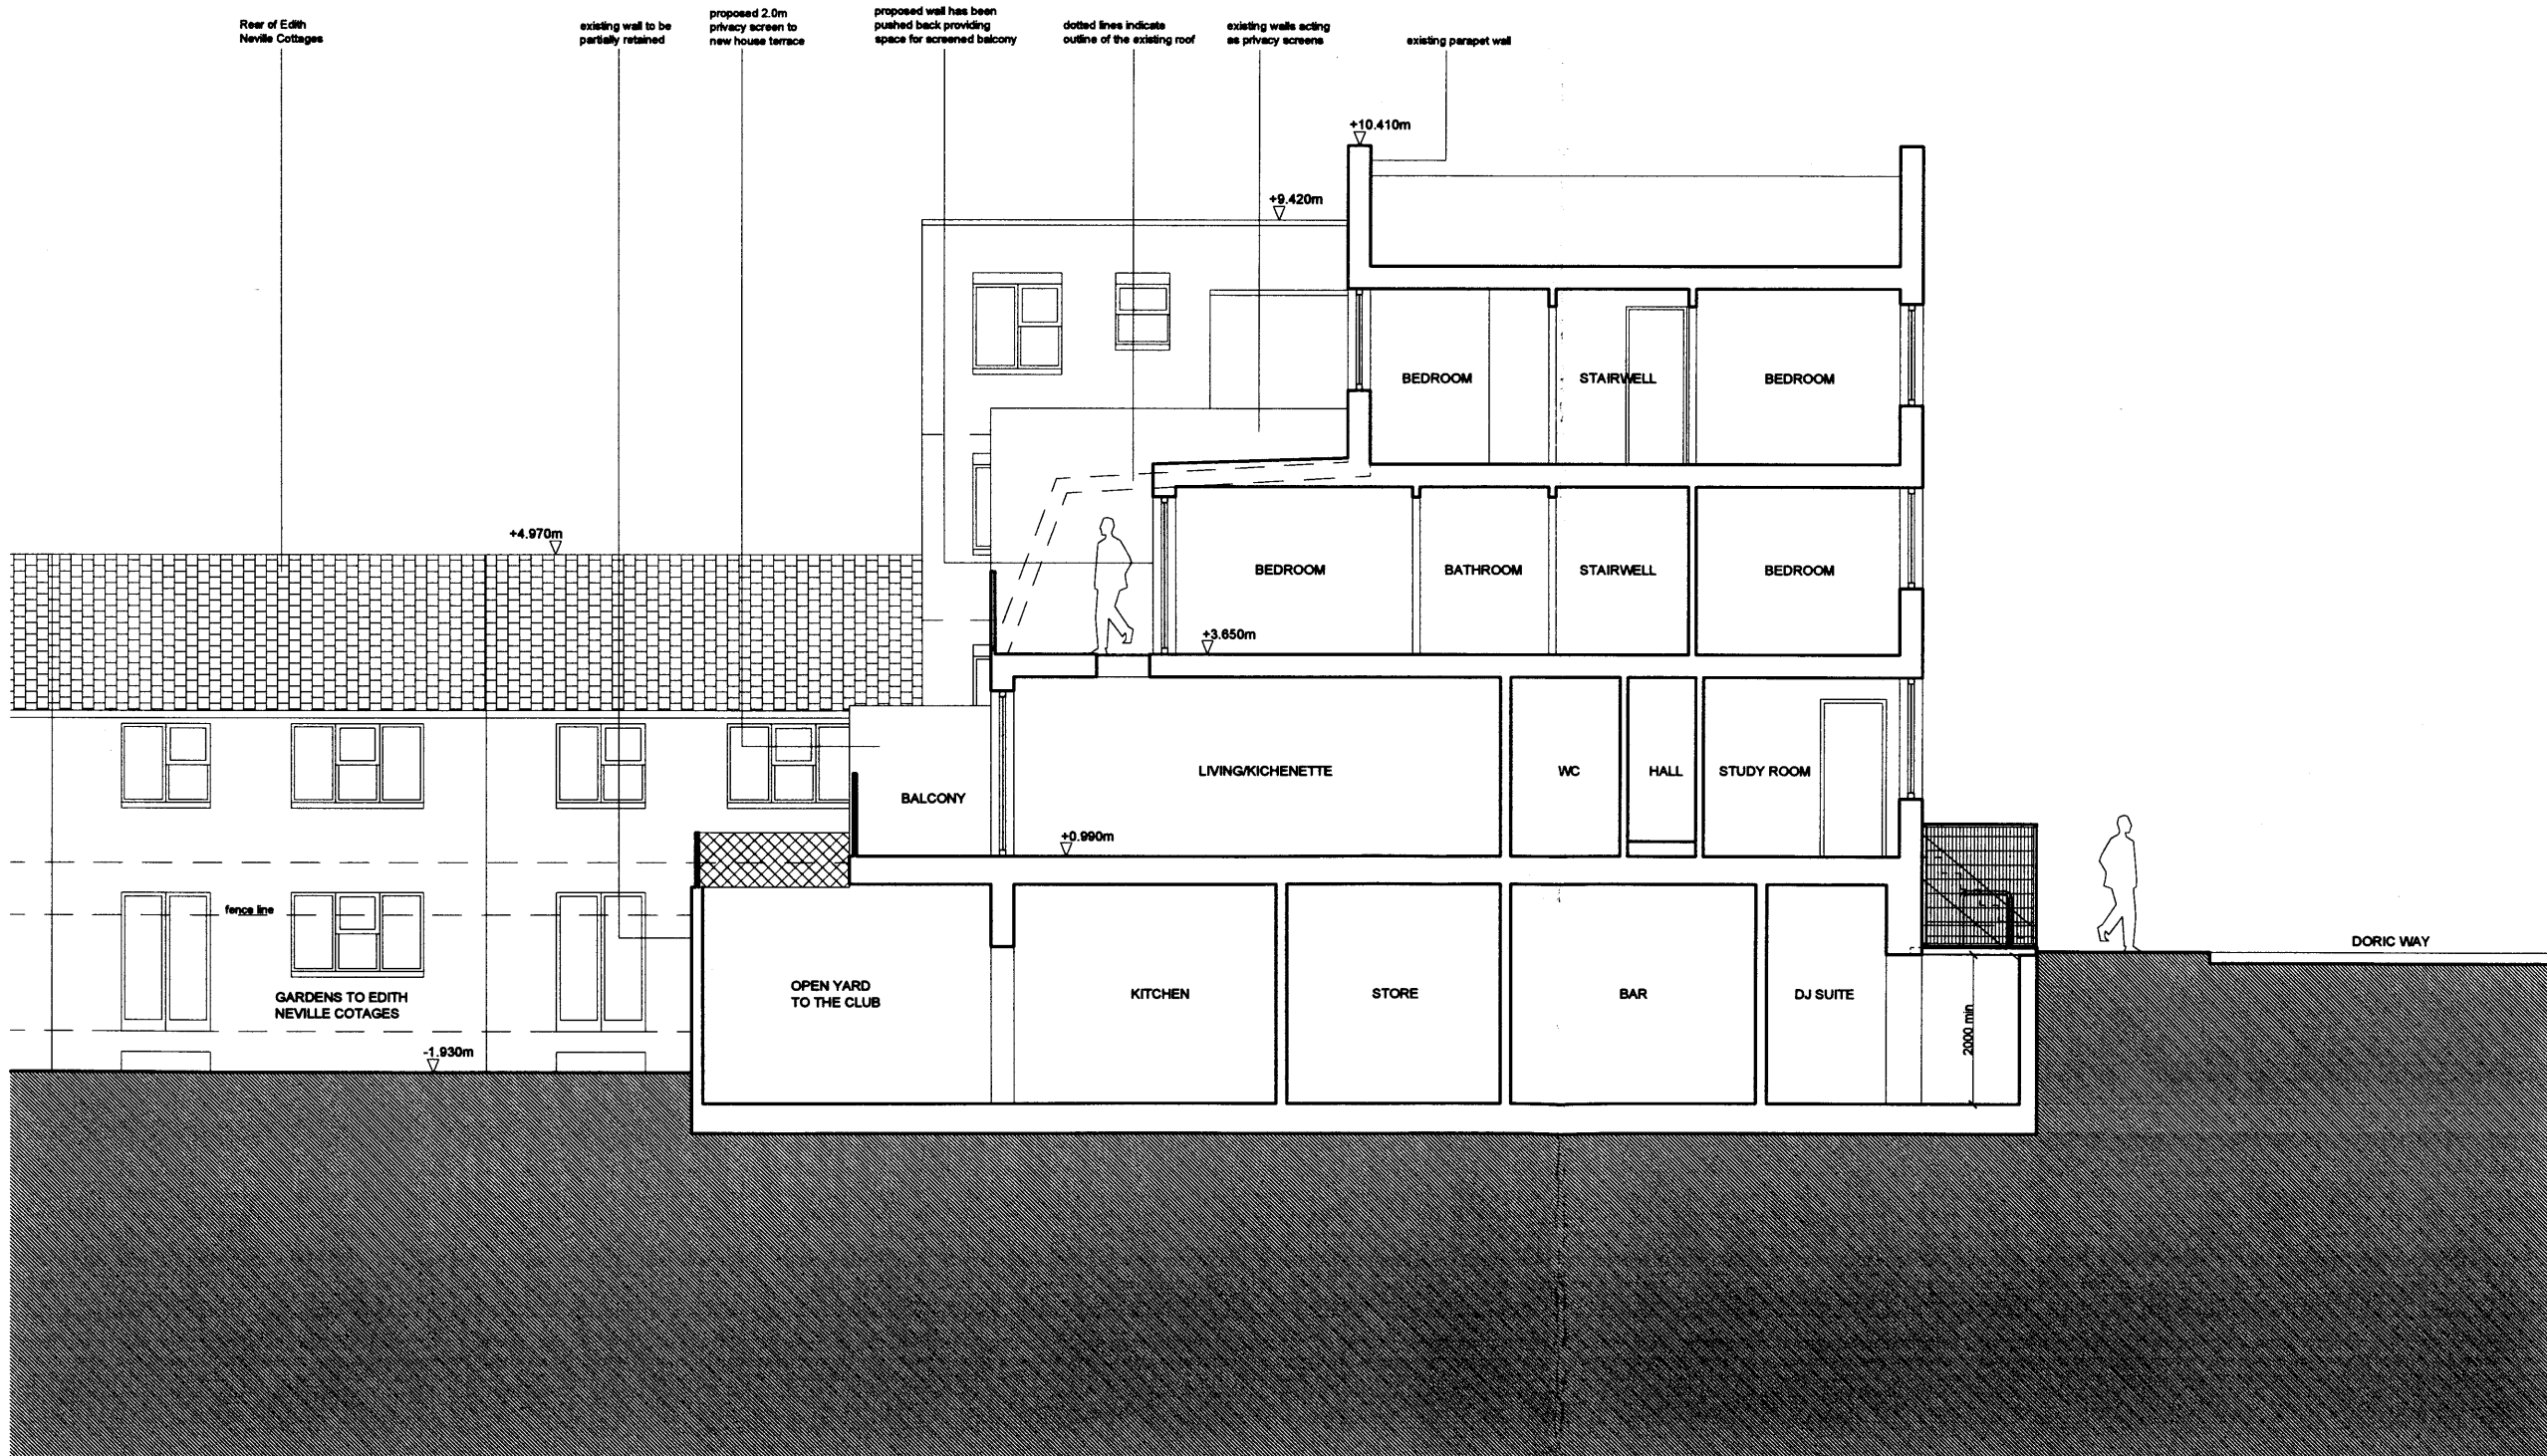 Rear of Edith
Neville Cottages
existing wall to be
partially retained
proposed 2.0m
privacy screen to
new house terrace
proposed wall has been
pushed back providing
space for screened balcony
dotted lines indicate
outline of the existing roof
existing walls acting
as privacy screens
existing parapet wall
+10.410m
+9.420m
BEDROOM
STAIRWELL
BEDROOM
+4.970m
BEDROOM
BATHROOM
STAIRWELL
BEDROOM
+3.650m
BALCONY
LIVING/KICHENETTE
WC
HALL
STUDY ROOM
+0.990m
fence line
DORIC WAY
GARDENS TO EDITH
NEVILLE COTAGES
OPEN YARD
TO THE CLUB
KITCHEN
STORE
BAR
DJ SUITE
2000 min
-1.930m